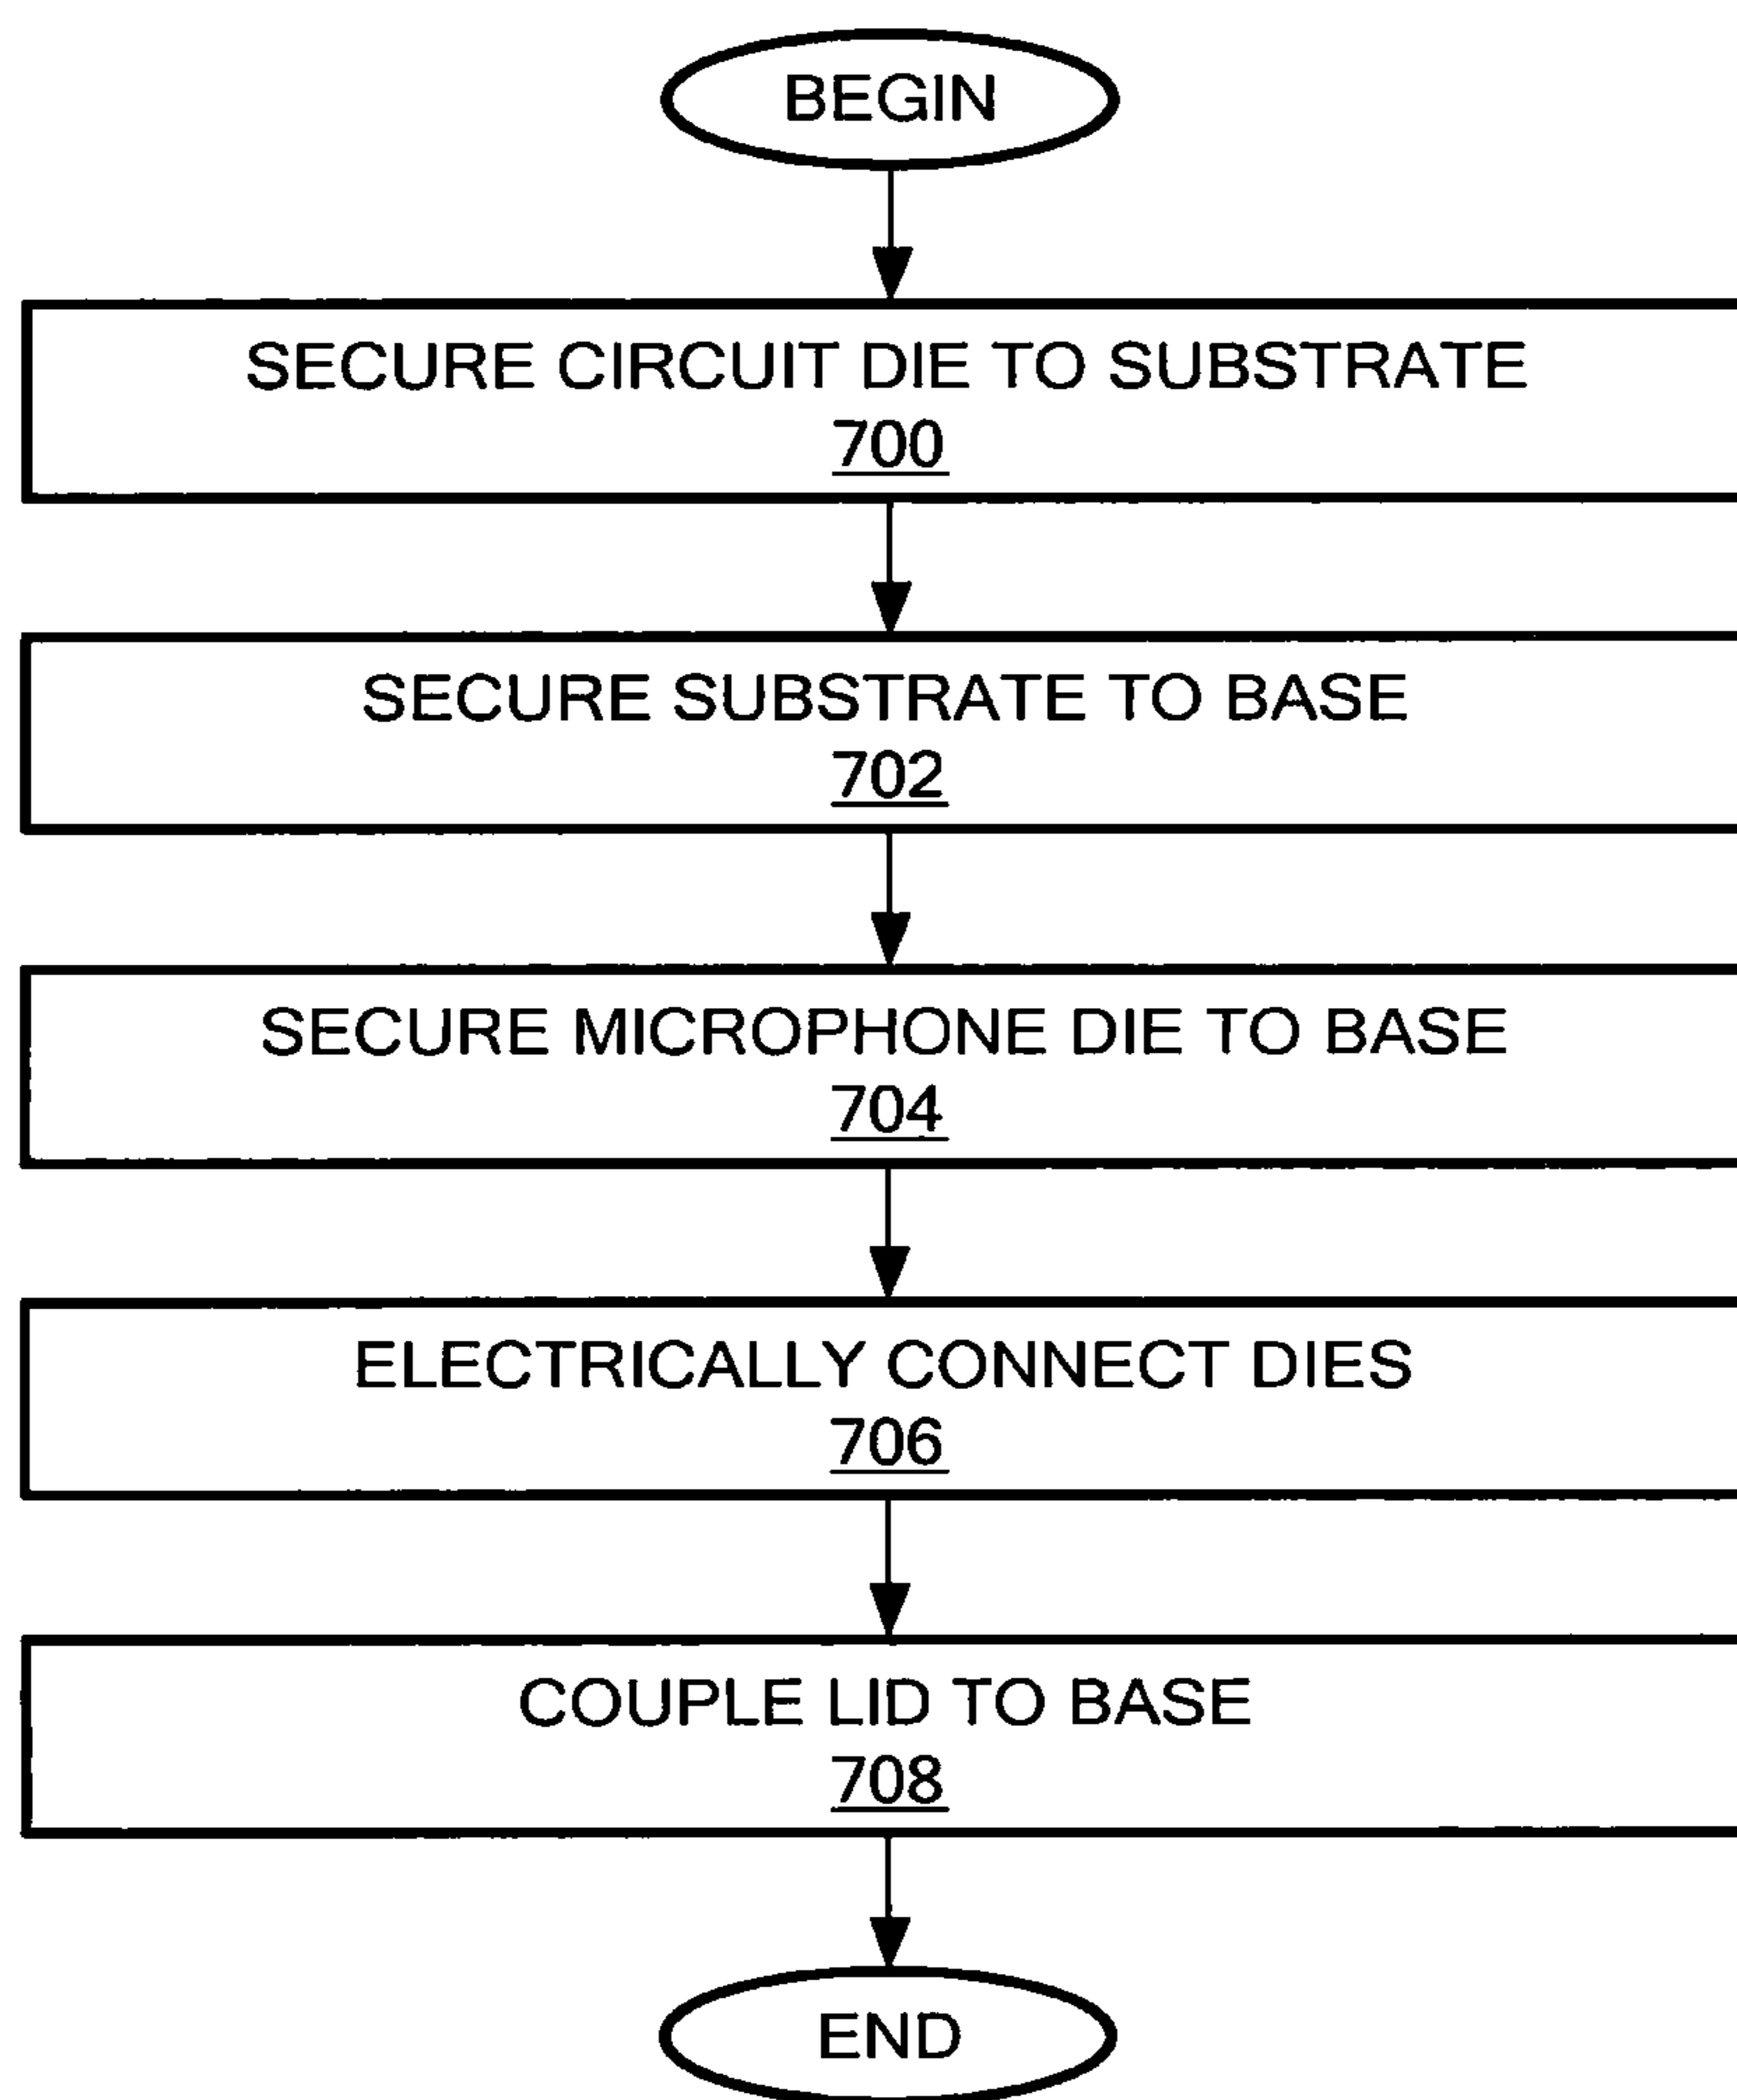 BEGIN
SECURE CIRCUIT DIE TO SUBSTRATE
700
SECURE SUBSTRATE TO BASE
702
SECURE MICROPHONE DIE TO BASE
704
ELECTRICALLY CONNECT DIES
706
COUPLE LID TO BASE
708
END